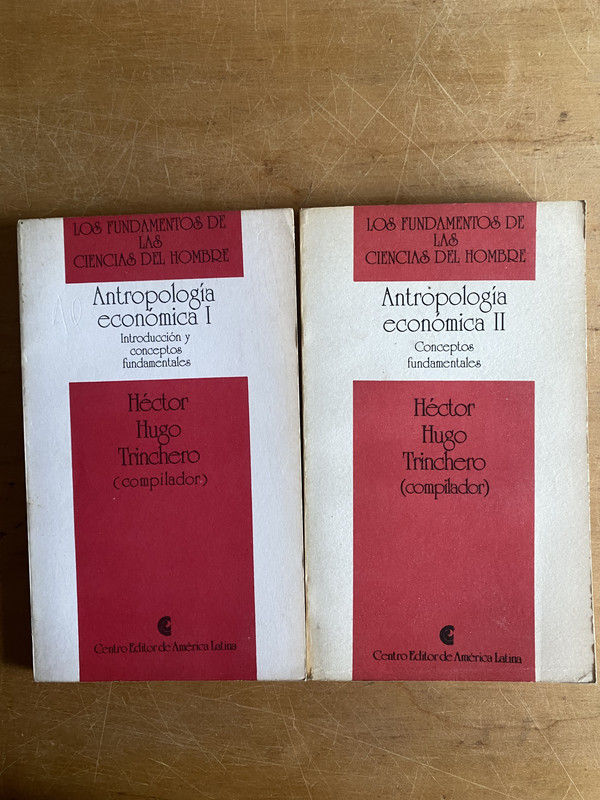 LOS FUNDAMENTOS DE
LAS
CIENCIAS DEL HOMBRE
Antropología
económica I
Introducción y
conceptos
fundamentales
Héctor
Hugo
Trinchero
(compilador)
Centro Editor de América Latina
LOS FUNDAMENTOS DE
LAS
CIENCIAS DEL HOMBRE
Antropología
económica II
Conceptos
fundamentales
Héctor
Hugo
Trinchero
(compilador)
Centro Editor de América Latina